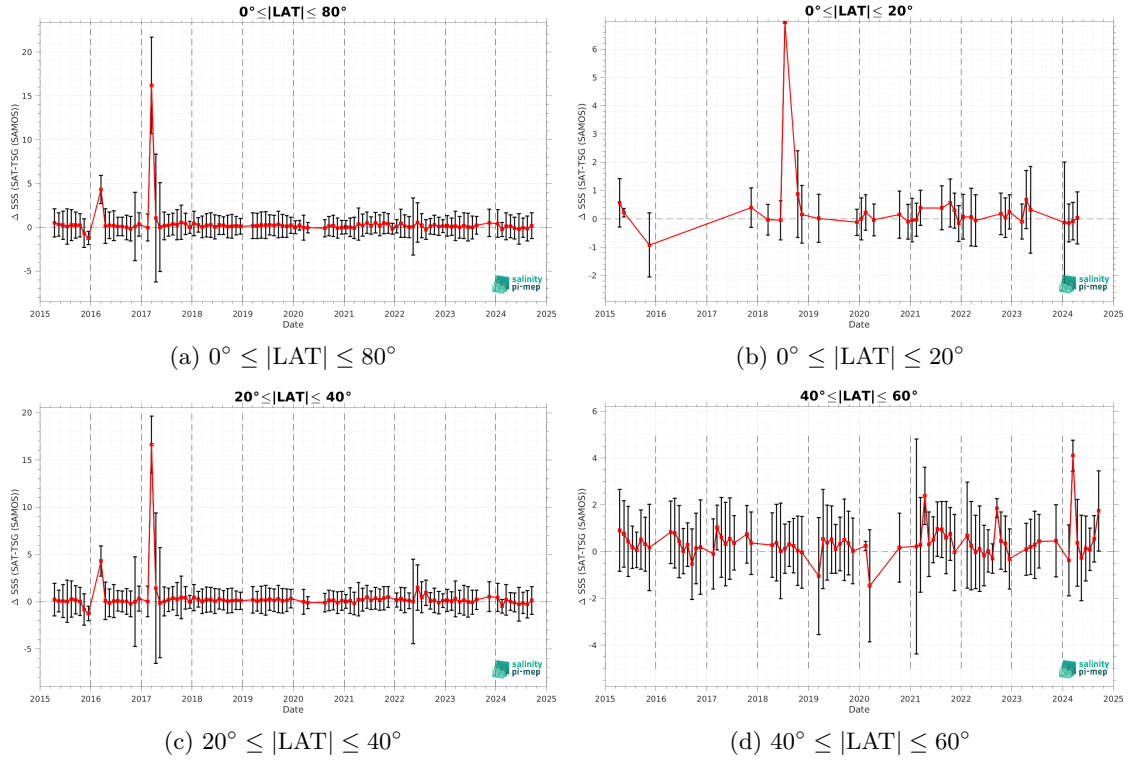 0°≤|LAT|≤ 80°
Δ SSS (SAT-TSG (SAMOS))
20
15
10
5
0
-5
2015 2016 2017 2018 2019 2020 2021 2022 2023 2024 2025
Date
salinity
pi-mep
(a) 0° ≤ |LAT| ≤ 80°
0°≤|LAT|≤ 20°
Δ SSS (SAT-TSG (SAMOS))
7
6
5
4
3
2
1
0
-1
-2
2015 2016 2017 2018 2019 2020 2021 2022 2023 2024 2025
Date
salinity
pi-mep
(b) 0° ≤ |LAT| ≤ 20°
20°≤|LAT|≤ 40°
Δ SSS (SAT-TSG (SAMOS))
20
15
10
5
0
-5
2015 2016 2017 2018 2019 2020 2021 2022 2023 2024 2025
Date
salinity
pi-mep
(c) 20° ≤ |LAT| ≤ 40°
40°≤|LAT|≤ 60°
Δ SSS (SAT-TSG (SAMOS))
6
4
2
0
-2
-4
2015 2016 2017 2018 2019 2020 2021 2022 2023 2024 2025
Date
salinity
pi-mep
(d) 40° ≤ |LAT| ≤ 60°